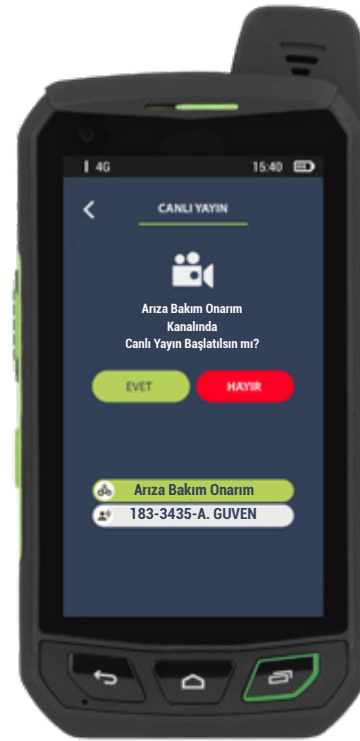 4G
15:40
CANLI YAYIN
Arıza Bakım Onarım
Kanalında
Canlı Yayın Başlatılsın mı?
EVET
HAYIR
Arıza Bakım Onarım
183-3435-A. GUVEN